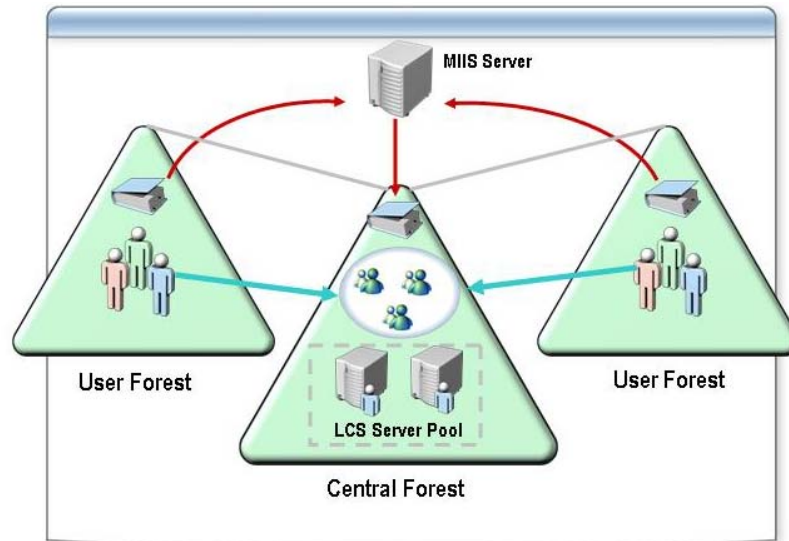 MIIS Server
User Forest
User Forest
LCS Server Pool
Central Forest